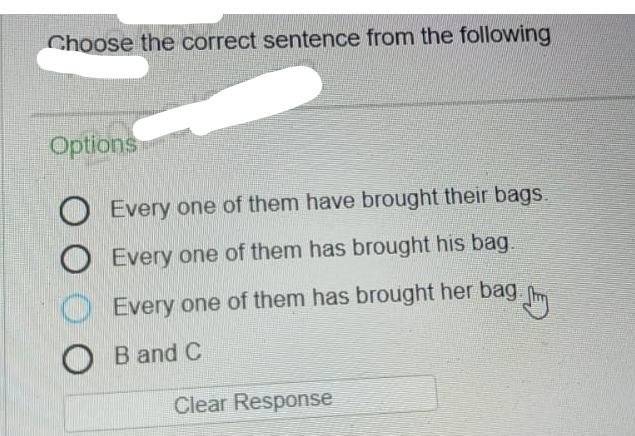 Choose the correct sentence from the following
Options
Every one of them have brought their bags.
Every one of them has brought his bag.
Every one of them has brought her bag.
B and C
Clear Response